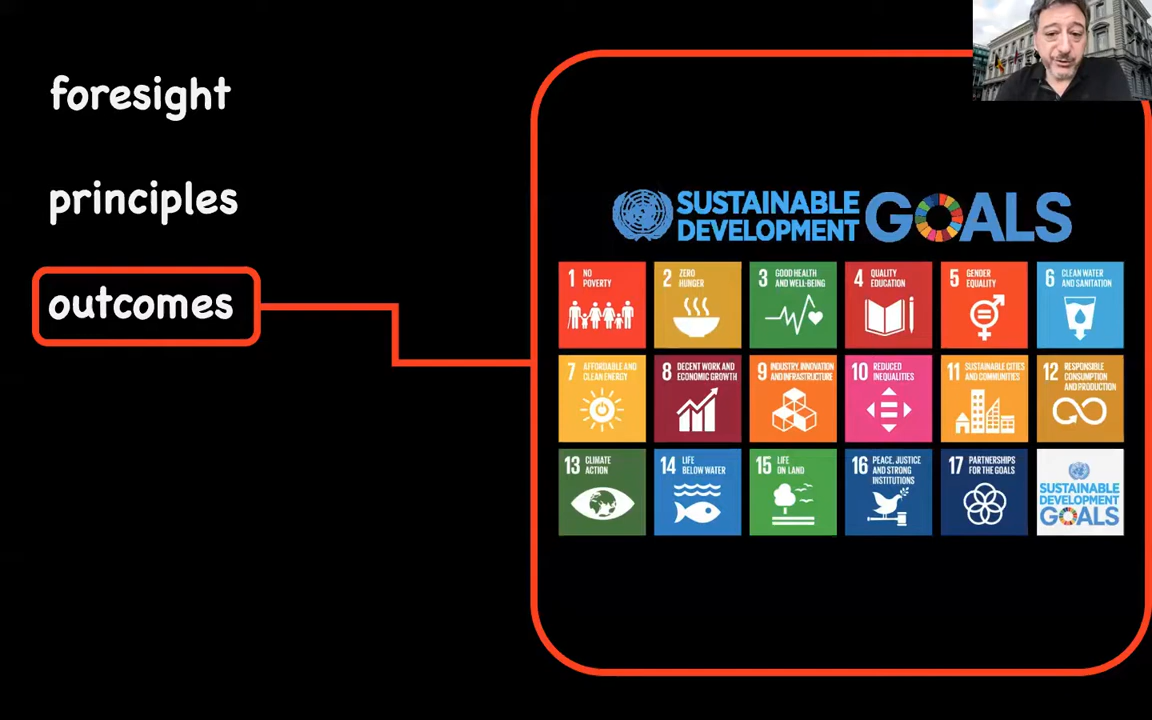 foresight
principles
outcomes
SUSTAINABLE
DEVELOPMENT
GOALS
1 NO
POVERTY
2 ZERO
HUNGER
3 GOOD HEALTH
AND WELL-BEING
4 QUALITY
EDUCATION
5 GENDER
EQUALITY
6 CLEAN WATER
AND SANITATION
7 AFFORDABLE AND
CLEAN ENERGY
8 DECENT WORK AND
ECONOMIC GROWTH
9 INDUSTRY, INNOVATION
AND INFRASTRUCTURE
10 REDUCED
INEQUALITIES
11 SUSTAINABLE CITIES
AND COMMUNITIES
12 RESPONSIBLE
CONSUMPTION
AND PRODUCTION
13 CLIMATE
ACTION
14 LIFE
BELOW WATER
15 LIFE
ON LAND
16 PEACE, JUSTICE
AND STRONG
INSTITUTIONS
17 PARTNERSHIPS
FOR THE GOALS
SUSTAINABLE
DEVELOPMENT
GOALS